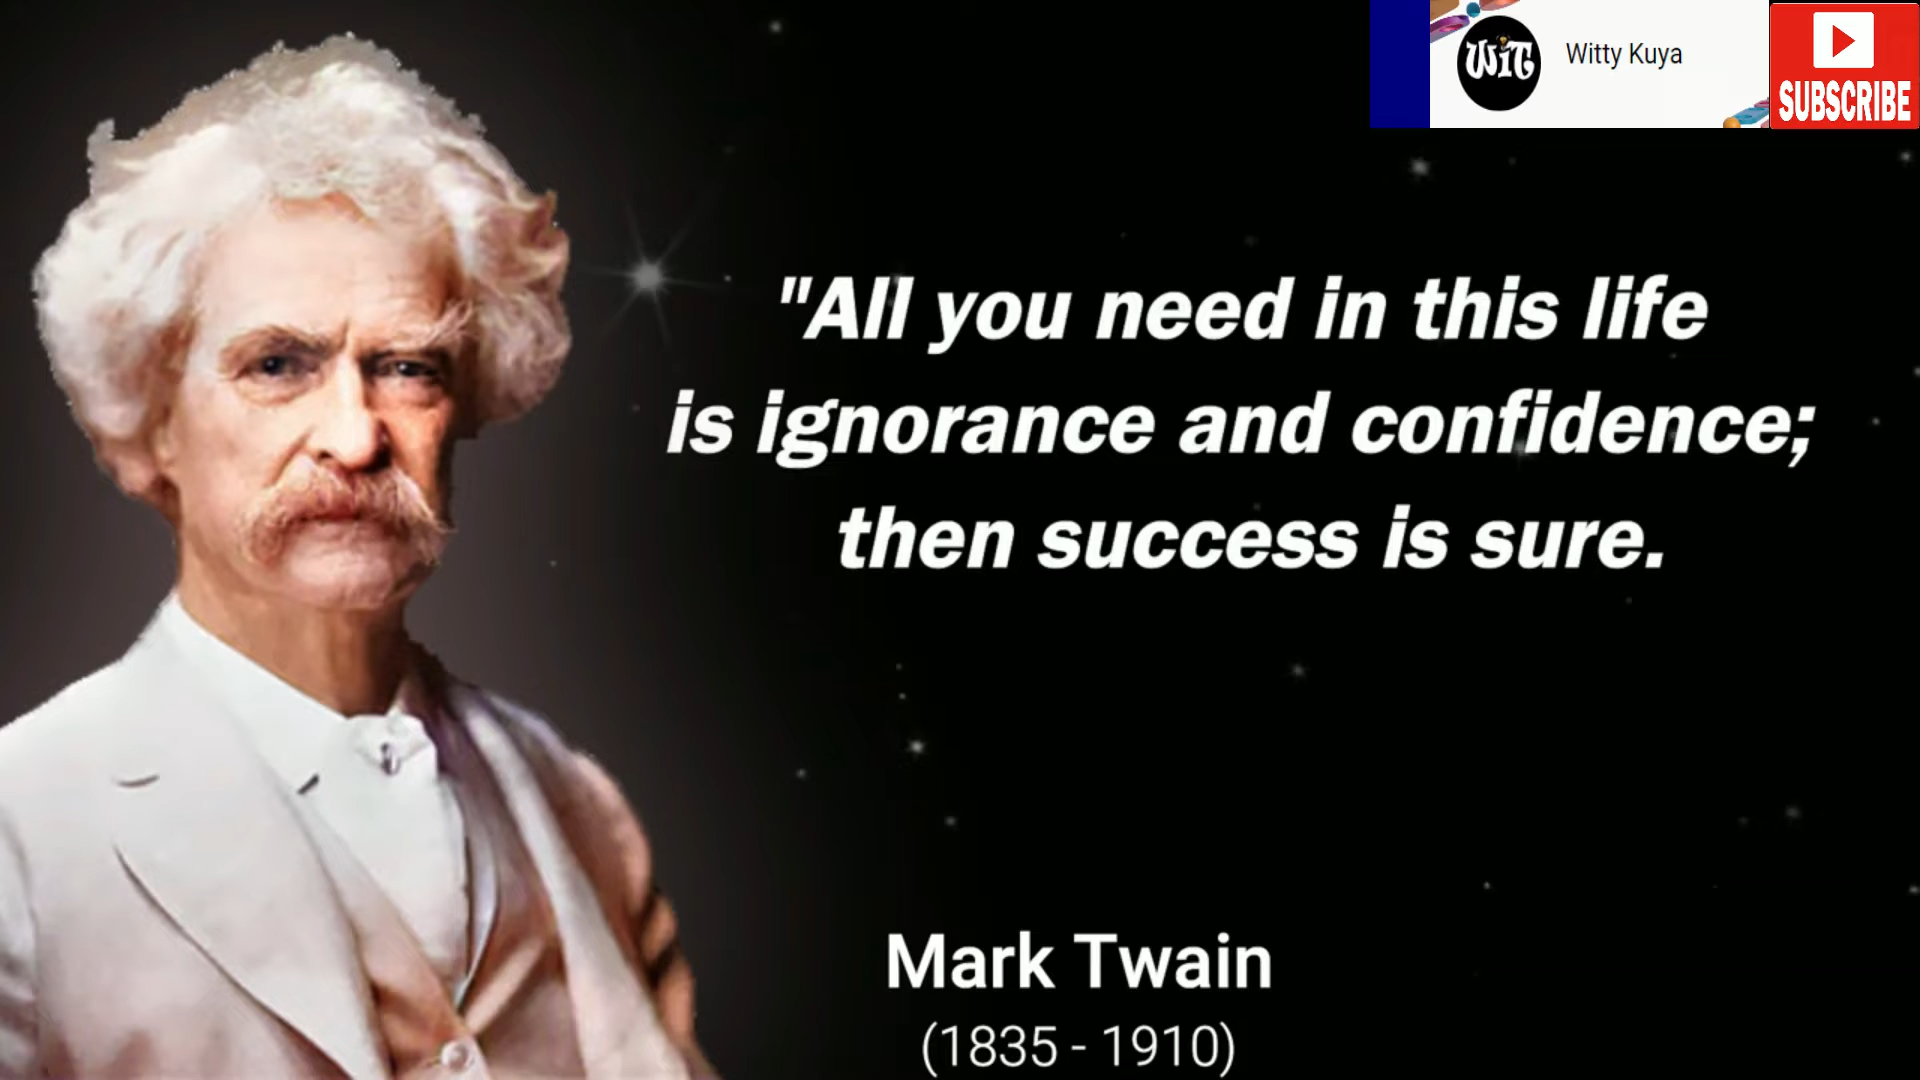 WiT
Witty Kuya
SUBSCRIBE
"All you need in this life
is ignorance and confidence;
then success is sure.
Mark Twain
(1835 - 1910)